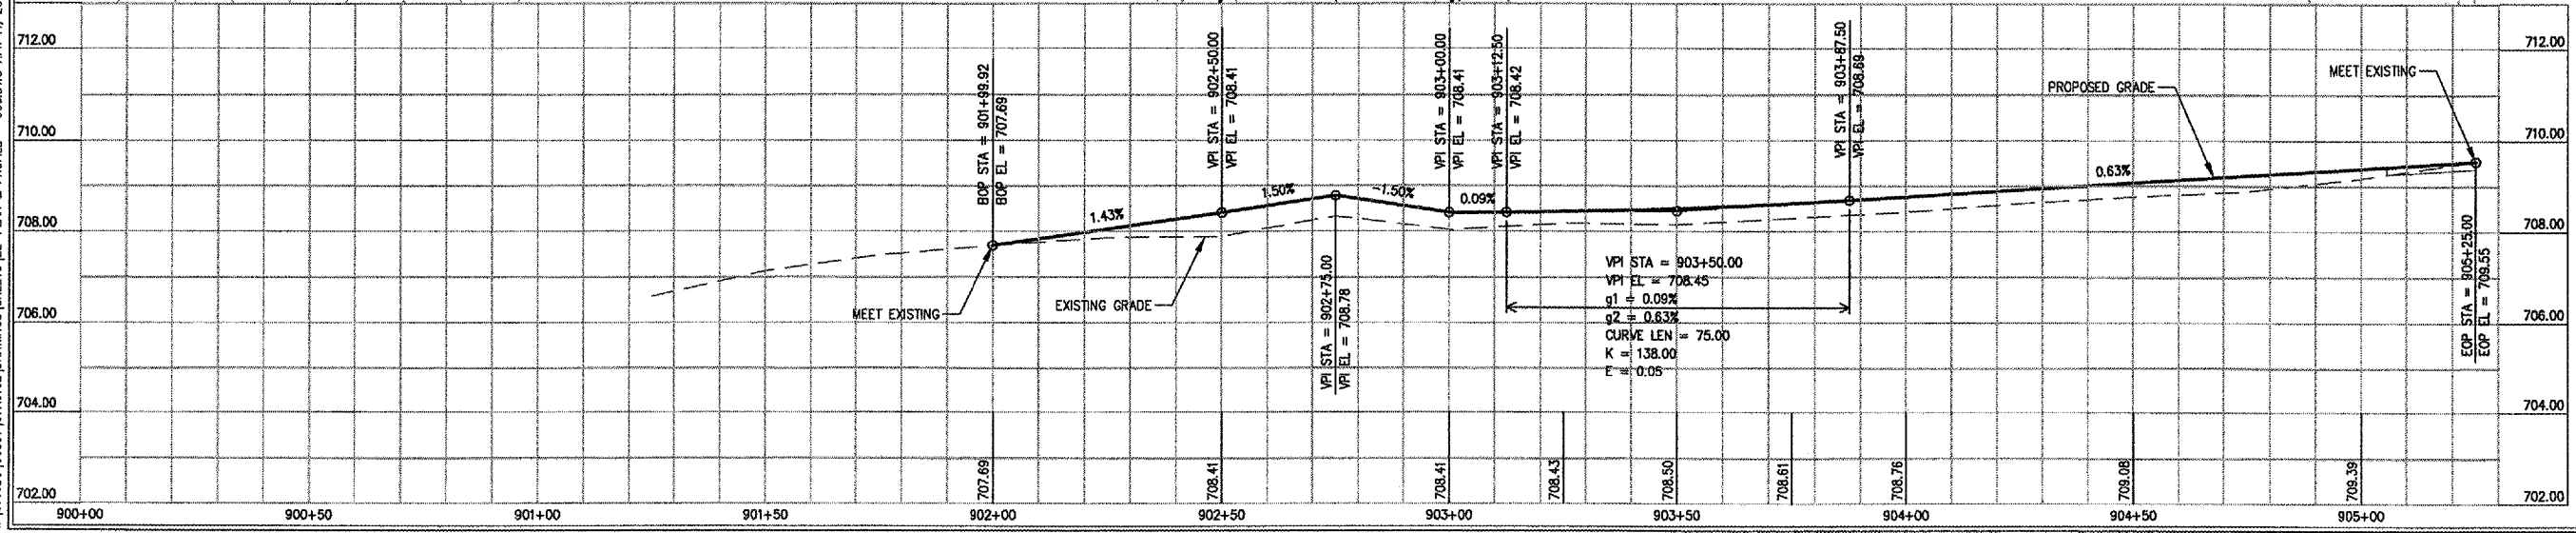 712.00
710.00
708.00
706.00
704.00
702.00
BOP STA = 901+99.92
BOP EL = 707.69
VPI STA = 902+50.00
VPI EL = 708.41
VPI STA = 903+00.00
VPI EL = 708.41
VPI STA = 903+12.50
VPI EL = 708.42
VPI STA = 903+87.50
VPI EL = 708.69
PROPOSED GRADE
MEET EXISTING
712.00
710.00
708.00
706.00
704.00
702.00
1.43%
1.50%
-1.50%
0.09%
0.63%
MEET EXISTING
EXISTING GRADE
VPI STA = 902+75.00
VPI EL = 708.78
VPI STA = 903+50.00
VPI EL = 708.45
g1 = 0.09%
g2 = 0.63%
CURVE LEN = 75.00
K = 138.00
E = 0.05
EOP STA = 905+25.00
EOP EL = 709.55
707.69
708.41
708.41
708.43
708.50
708.61
708.76
709.08
709.39
900+00
900+50
901+00
901+50
902+00
902+50
903+00
903+50
904+00
904+50
905+00